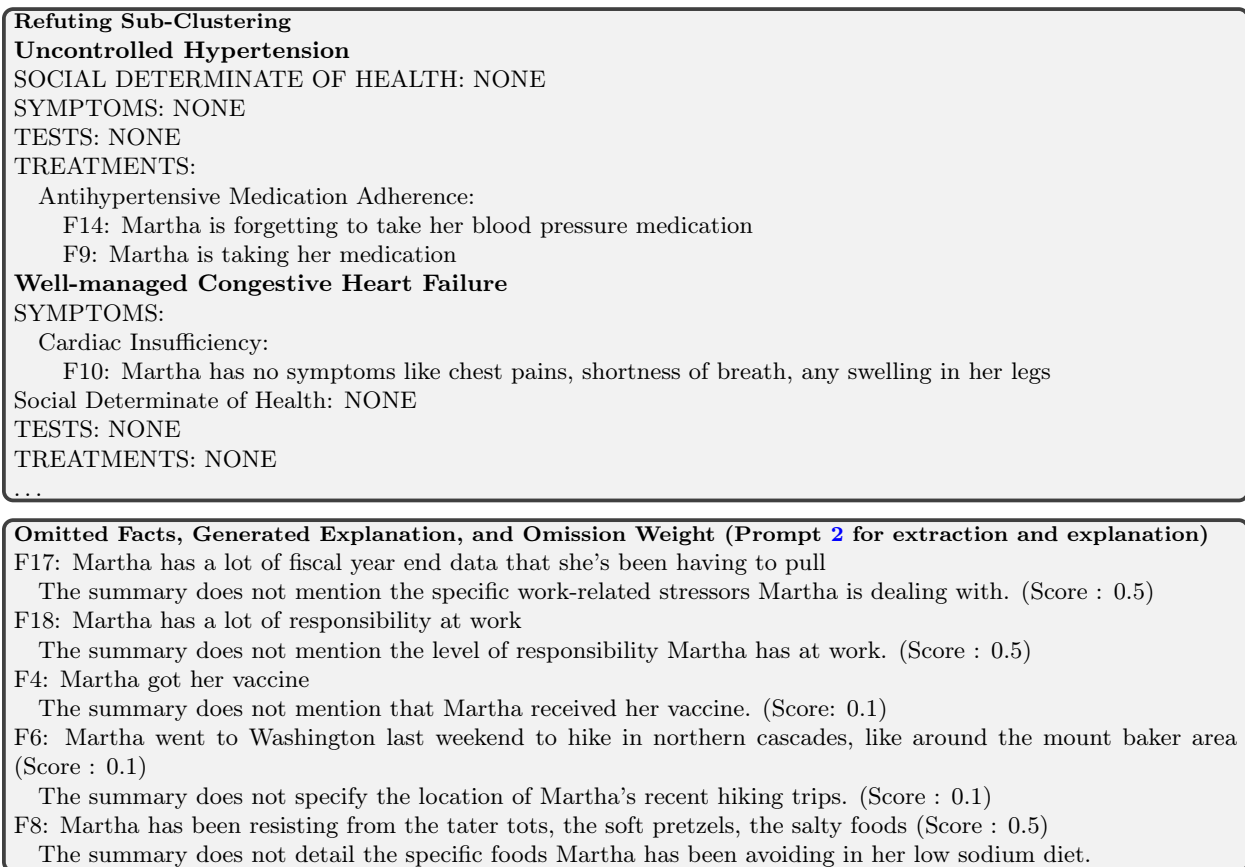 Refuting Sub-Clustering
Uncontrolled Hypertension
SOCIAL DETERMINATE OF HEALTH: NONE
SYMPTOMS: NONE
TESTS: NONE
TREATMENTS:
Antihypertensive Medication Adherence:
F14: Martha is forgetting to take her blood pressure medication
F9: Martha is taking her medication
Well-managed Congestive Heart Failure
SYMPTOMS:
Cardiac Insufficiency:
F10: Martha has no symptoms like chest pains, shortness of breath, any swelling in her legs
Social Determinate of Health: NONE
TESTS: NONE
TREATMENTS: NONE
...
Omitted Facts, Generated Explanation, and Omission Weight (Prompt 2 for extraction and explanation)
F17: Martha has a lot of fiscal year end data that she's been having to pull
The summary does not mention the specific work-related stressors Martha is dealing with. (Score : 0.5)
F18: Martha has a lot of responsibility at work
The summary does not mention the level of responsibility Martha has at work. (Score : 0.5)
F4: Martha got her vaccine
The summary does not mention that Martha received her vaccine. (Score: 0.1)
F6: Martha went to Washington last weekend to hike in northern cascades, like around the mount baker area
(Score : 0.1)
The summary does not specify the location of Martha's recent hiking trips. (Score : 0.1)
F8: Martha has been resisting from the tater tots, the soft pretzels, the salty foods (Score : 0.5)
The summary does not detail the specific foods Martha has been avoiding in her low sodium diet.